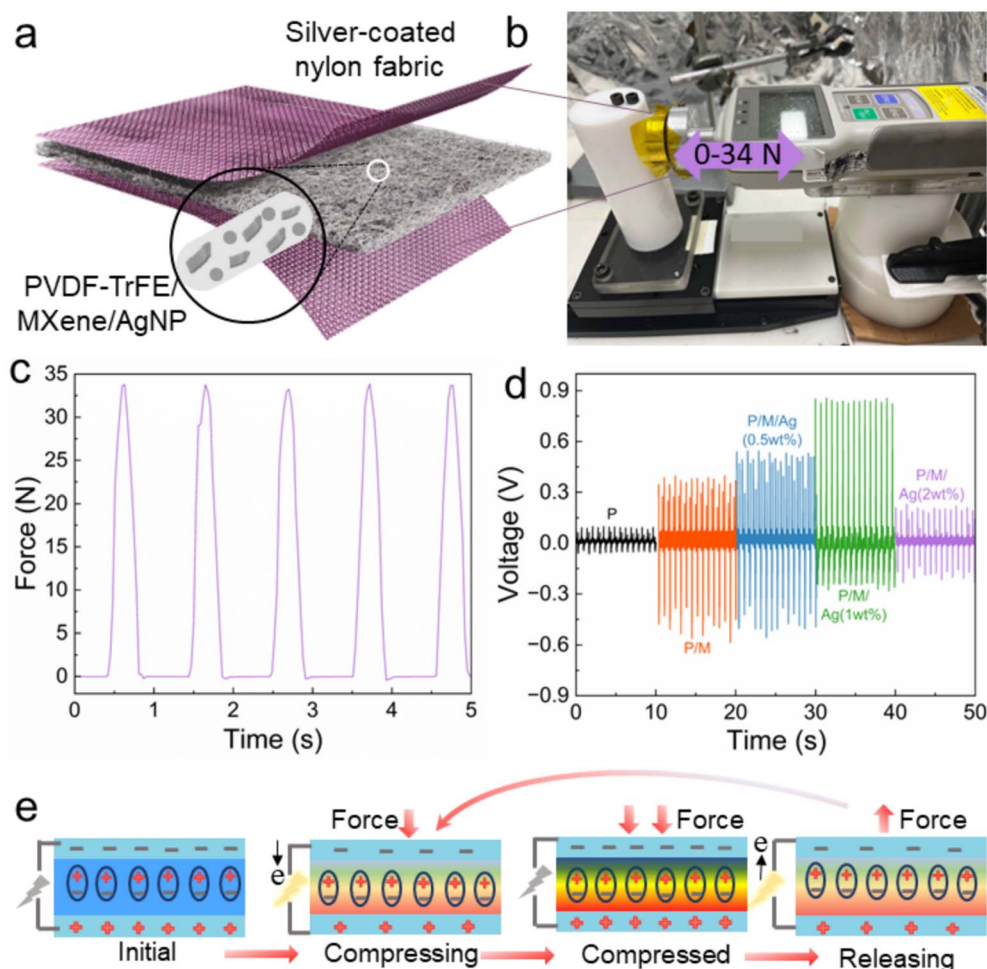 a
Silver-coated
nylon fabric
PVDF-TrFE/
MXene/AgNP
b
0-34 N
c
Force (N)
35
30
25
20
15
10
5
0
0 1 2 3 4 5
Time (s)
d
Voltage (V)
0.9
0.6
0.3
0.0
−0.3
−0.6
−0.9
P
P/M
P/M/Ag
(0.5wt%)
P/M/
Ag(1wt%)
P/M/
Ag(2wt%)
0 10 20 30 40 50
Time (s)
e
Force
Force
Force
e
e
Initial
Compressing
Compressed
Releasing